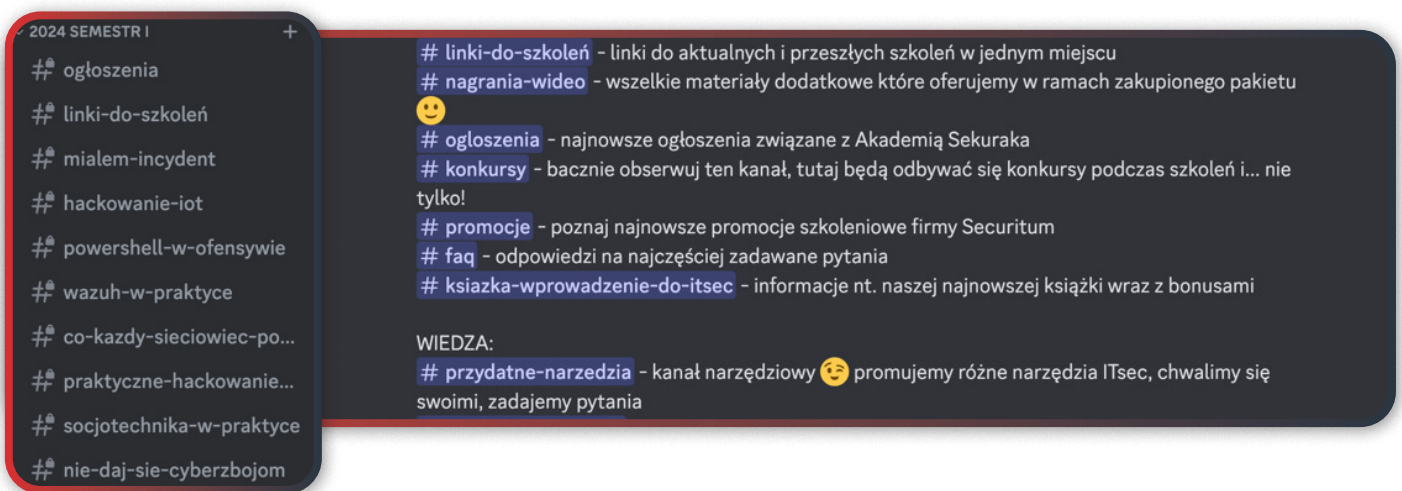 2024 SEMESTR I +
# ogłoszenia
# linki-do-szkoleń
# mialem-incydent
# hackowanie-iot
# powershell-w-ofensywie
# wazuh-w-praktyce
# co-kazdy-sieciowiec-po...
# praktyczne-hackowanie...
# socjotechnika-w-praktyce
# nie-daj-sie-cyberzbojom
# linki-do-szkoleń - linki do aktualnych i przeszłych szkoleń w jednym miejscu
# nagrania-wideo - wszelkie materiały dodatkowe które oferujemy w ramach zakupionego pakietu
🙂
# ogloszenia - najnowsze ogłoszenia związane z Akademią Sekuraka
# konkursy - bacznie obserwuj ten kanał, tutaj będą odbywać się konkursy podczas szkoleń i... nie
tylko!
# promocje - poznaj najnowsze promocje szkoleniowe firmy Securitum
# faq - odpowiedzi na najczęściej zadawane pytania
# ksiazka-wprowadzenie-do-itsec - informacje nt. naszej najnowszej książki wraz z bonusami
WIEDZA:
# przydatne-narzedzia - kanał narzędziowy 😉 promujemy różne narzędzia ITsec, chwalimy się
swoimi, zadajemy pytania